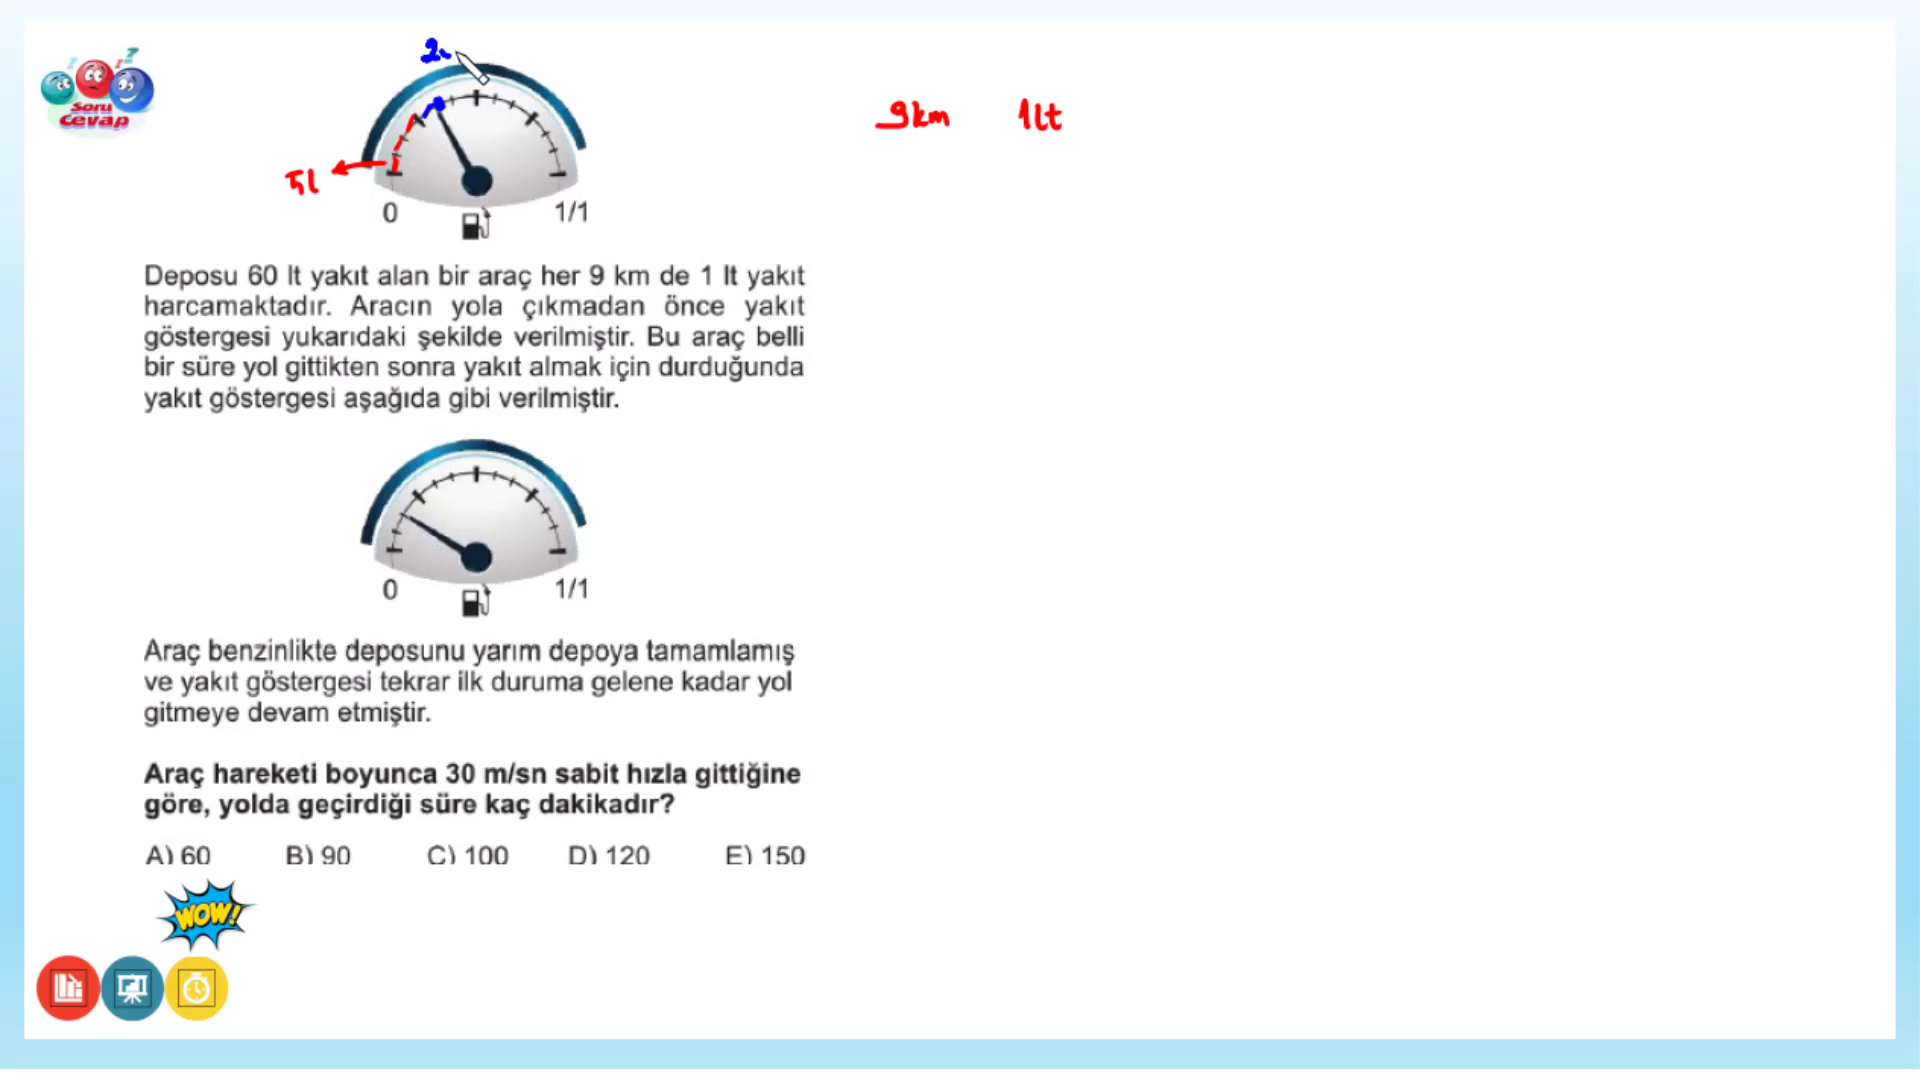 Soru
Cevap
2
9km 1lt
5l
0 1/1
Deposu 60 lt yakıt alan bir araç her 9 km de 1 lt yakıt
harcamaktadır. Aracın yola çıkmadan önce yakıt
göstergesi yukarıdaki şekilde verilmiştir. Bu araç belli
bir süre yol gittikten sonra yakıt almak için durduğunda
yakıt göstergesi aşağıda gibi verilmiştir.
0 1/1
Araç benzinlikte deposunu yarım depoya tamamlamış
ve yakıt göstergesi tekrar ilk duruma gelene kadar yol
gitmeye devam etmiştir.
Araç hareketi boyunca 30 m/sn sabit hızla gittiğine
göre, yolda geçirdiği süre kaç dakikadır?
A) 60 B) 90 C) 100 D) 120 E) 150
WOW!